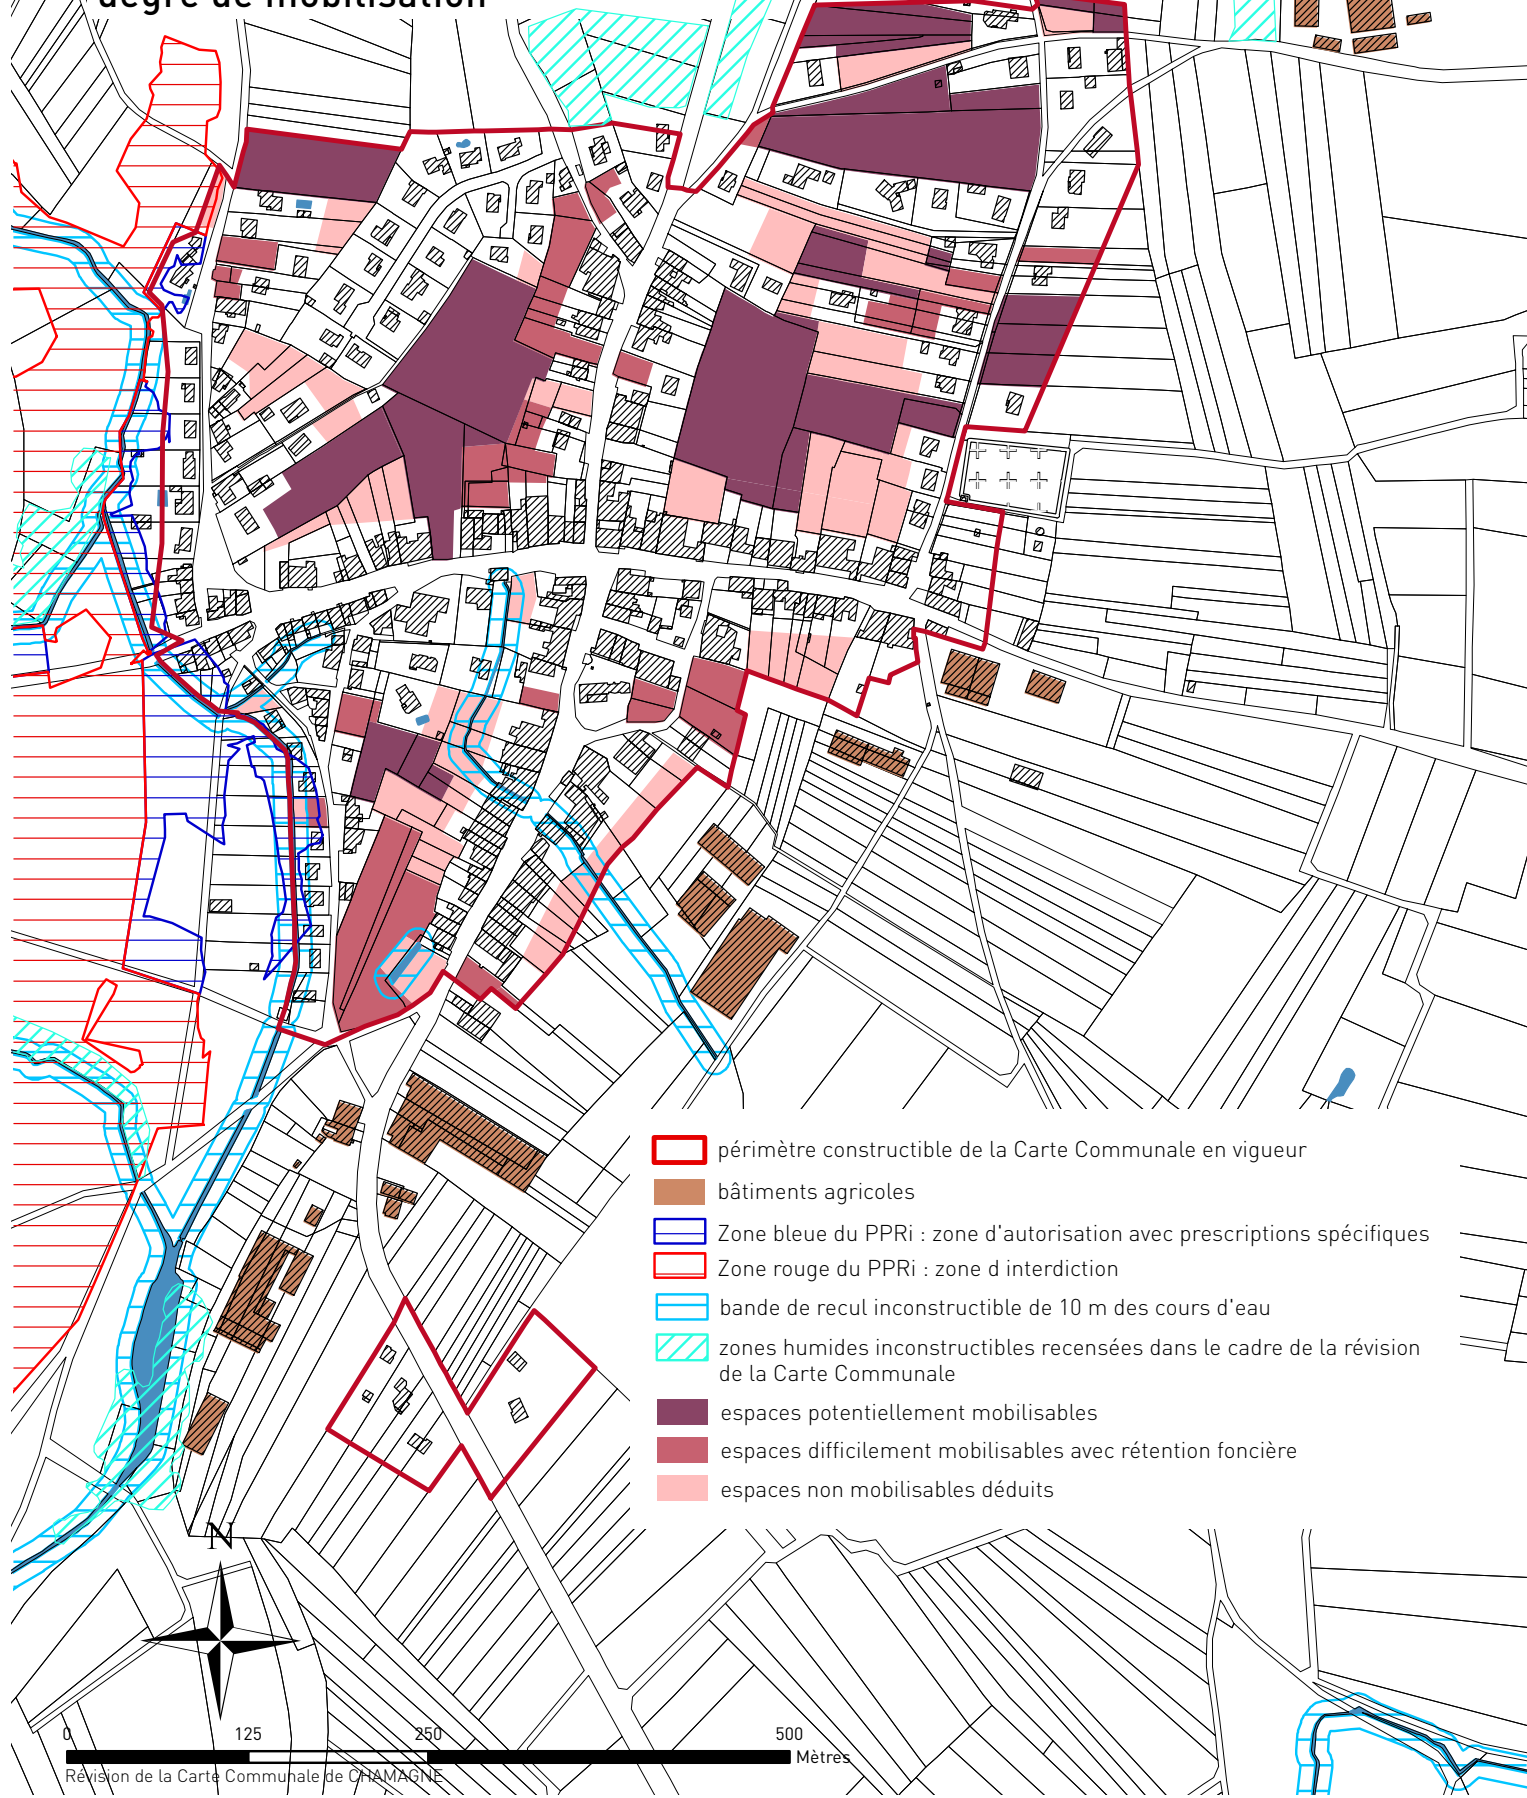 degré de mobilisation
périmètre constructible de la Carte Communale en vigueur
bâtiments agricoles
Zone bleue du PPRi : zone d'autorisation avec prescriptions spécifiques
Zone rouge du PPRi : zone d interdiction
bande de recul inconstructible de 10 m des cours d'eau
zones humides inconstructibles recensées dans le cadre de la révision
de la Carte Communale
espaces potentiellement mobilisables
espaces difficilement mobilisables avec rétention foncière
espaces non mobilisables déduits
N
0 125 250 500
Mètres
Révision de la Carte Communale de CHAMAGNE